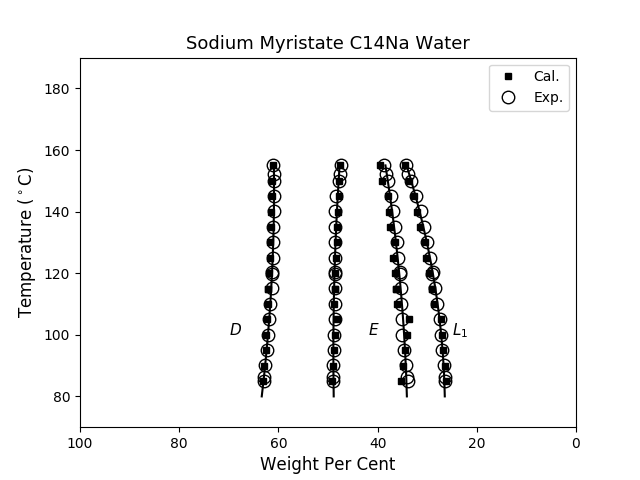 Sodium Myristate C14Na Water
Cal.
Exp.
Temperature (°C)
180
160
140
120
100
80
D
E
L₁
100
80
60
40
20
0
Weight Per Cent